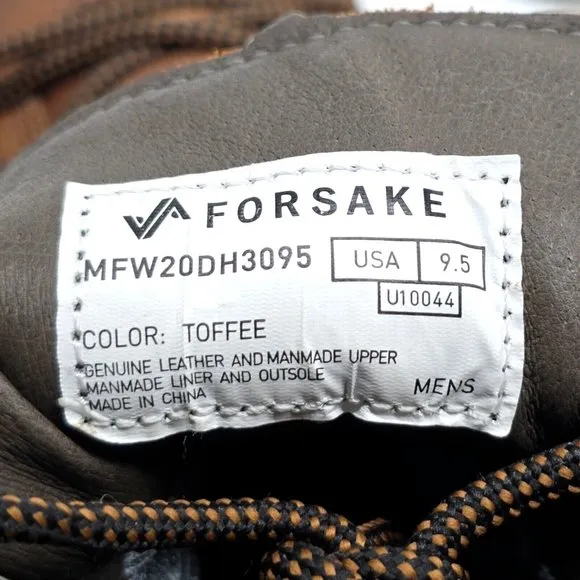 FORSAKE
MFW20DH3095 USA 9.5
U10044
COLOR: TOFFEE
GENUINE LEATHER AND MANMADE UPPER
MANMADE LINER AND OUTSOLE
MADE IN CHINA MENS